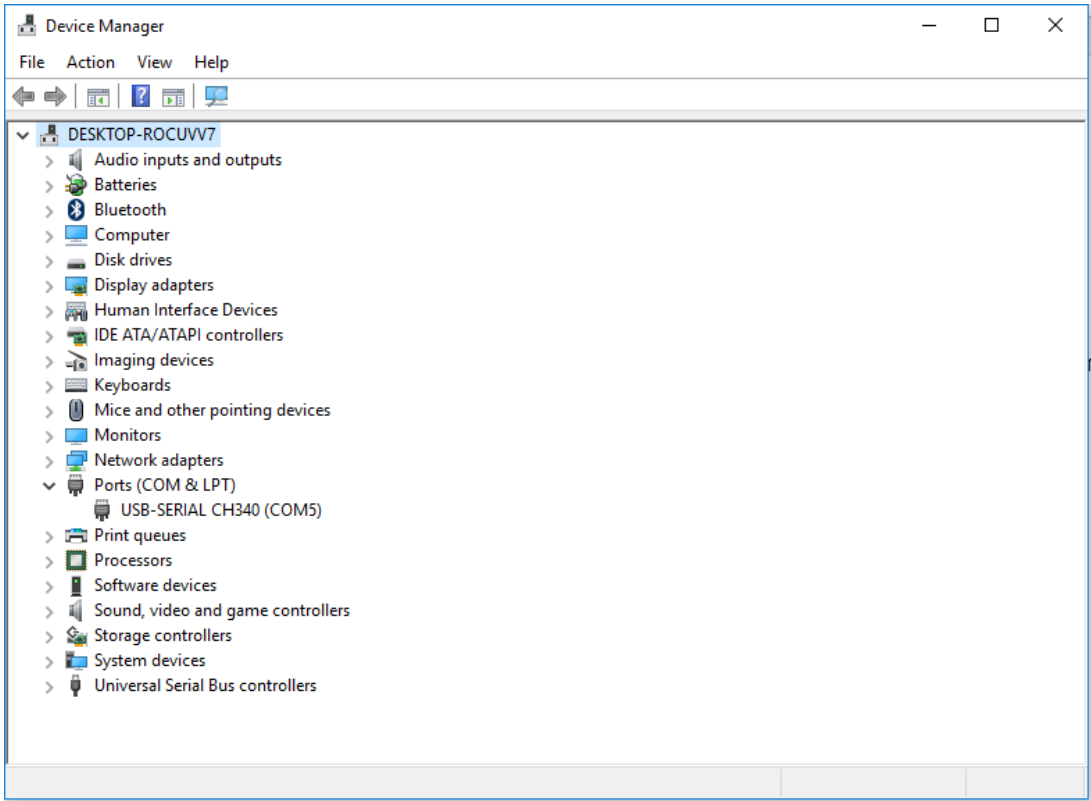 Device Manager
File Action View Help
DESKTOP-ROCUVV7
Audio inputs and outputs
Batteries
Bluetooth
Computer
Disk drives
Display adapters
Human Interface Devices
IDE ATA/ATAPI controllers
Imaging devices
Keyboards
Mice and other pointing devices
Monitors
Network adapters
Ports (COM & LPT)
USB-SERIAL CH340 (COM5)
Print queues
Processors
Software devices
Sound, video and game controllers
Storage controllers
System devices
Universal Serial Bus controllers